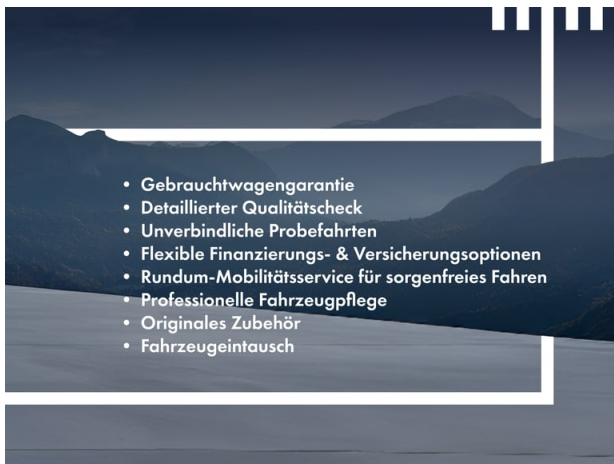 • Gebrauchtwagengarantie
• Detaillierter Qualitätscheck
• Unverbindliche Probefahrten
• Flexible Finanzierungs- & Versicherungsoptionen
• Rundum-Mobilitätsservice für sorgenfreies Fahren
• Professionelle Fahrzeugpflege
• Originales Zubehör
• Fahrzeugeintausch